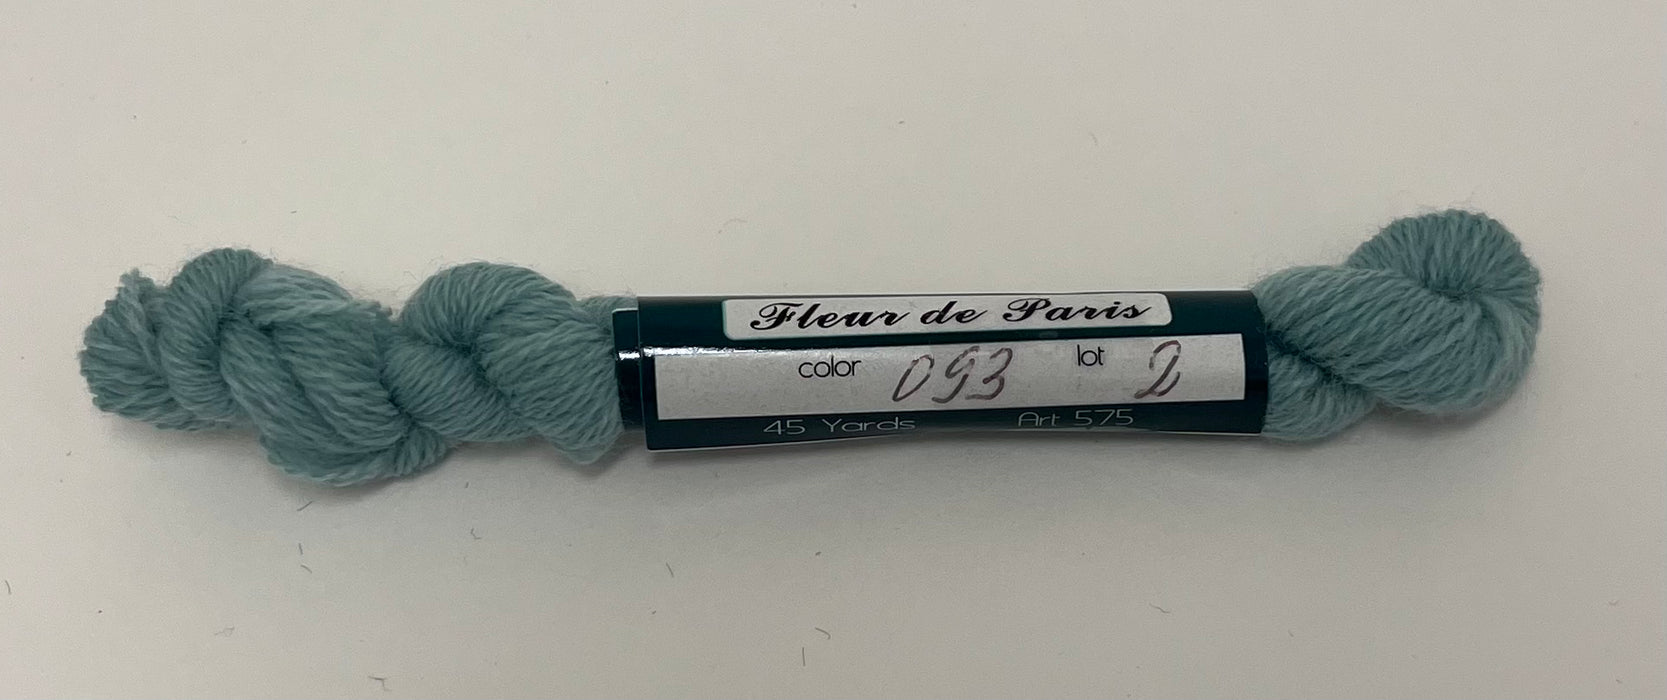 Fleur de Paris
color 093 lot 2
45 Yards Art 575